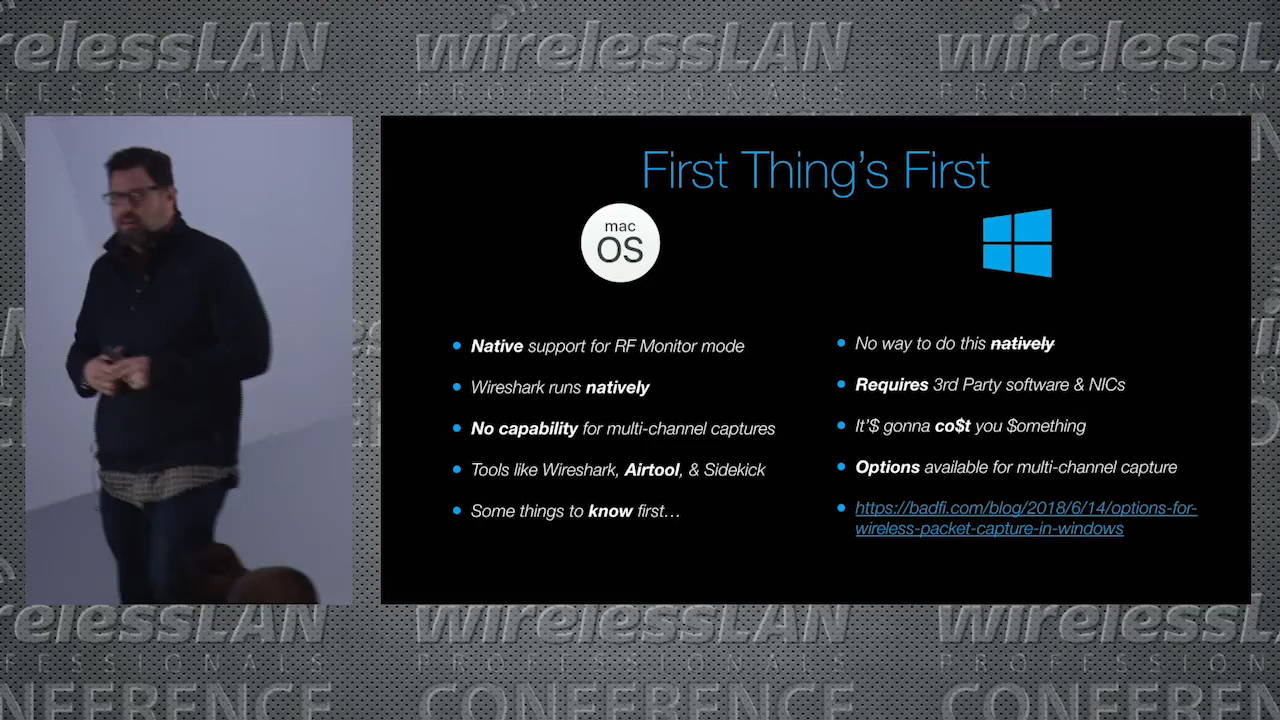 wirelessLAN
PROFESSIONALS
First Thing's First
mac
OS
Native support for RF Monitor mode
Wireshark runs natively
No capability for multi-channel captures
Tools like Wireshark, Airtool, & Sidekick
Some things to know first…
No way to do this natively
Requires 3rd Party software & NICs
It'$ gonna co$t you $omething
Options available for multi-channel capture
https://badfi.com/blog/2018/6/14/options-for-
wireless-packet-capture-in-windows
wirelessLAN
PROFESSIONALS
CONFERENCE